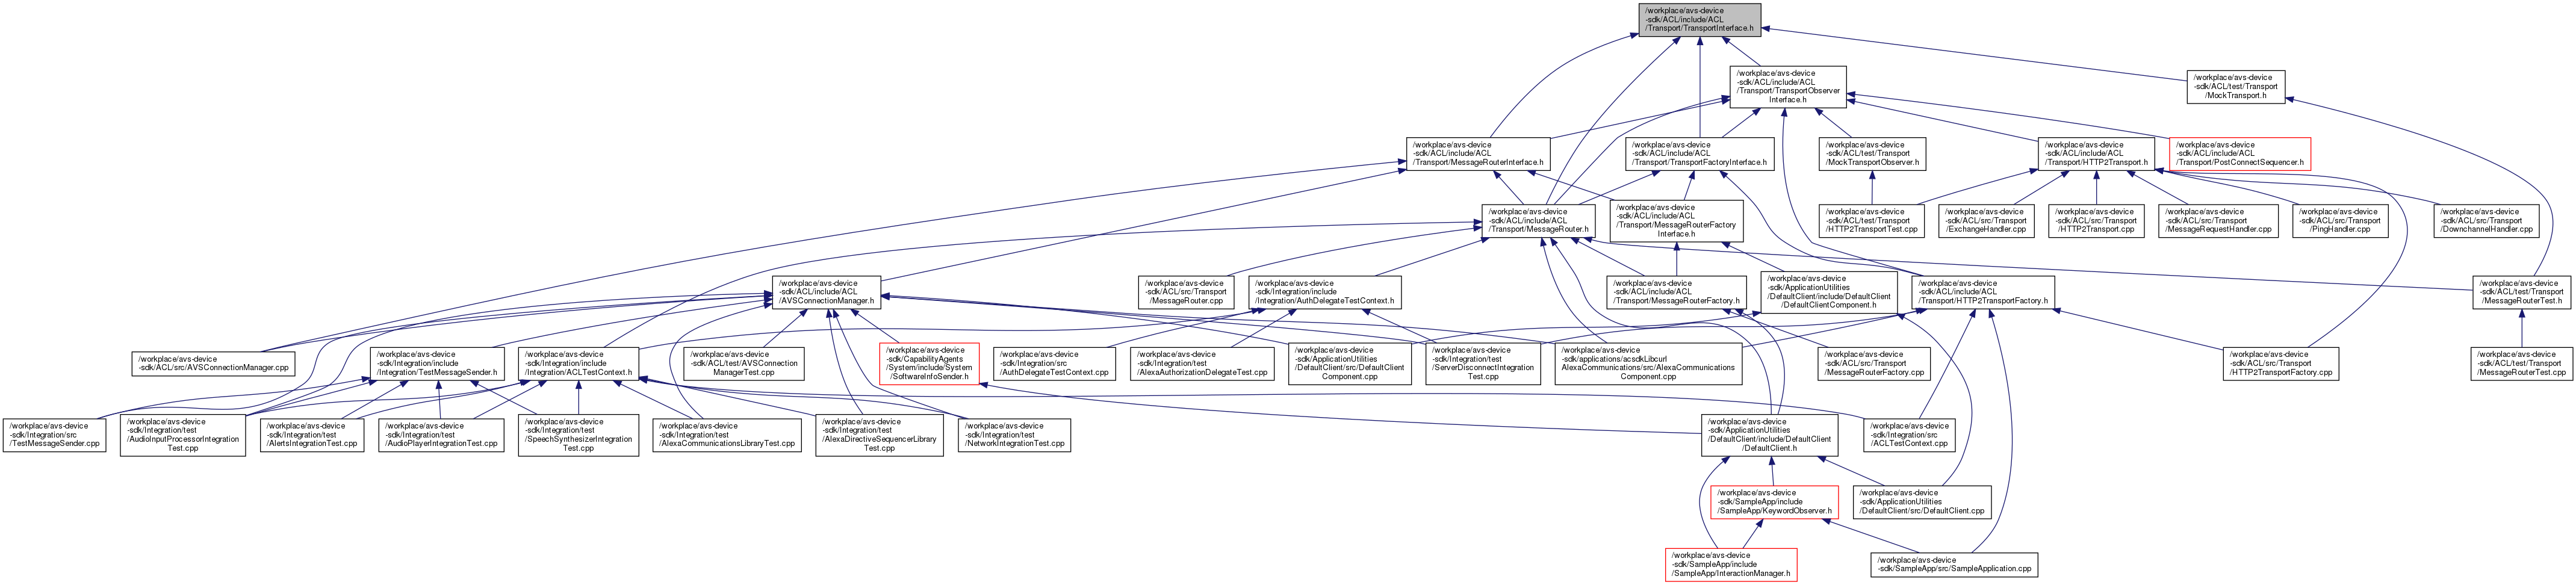 /workplace/avs-device
-sdk/ACL/include/ACL
/Transport/TransportInterface.h
/workplace/avs-device
-sdk/ACL/include/ACL
/Transport/TransportObserver
Interface.h
/workplace/avs-device
-sdk/ACL/test/Transport
/MockTransport.h
/workplace/avs-device
-sdk/ACL/include/ACL
/Transport/MessageRouterInterface.h
/workplace/avs-device
-sdk/ACL/include/ACL
/Transport/TransportFactoryInterface.h
/workplace/avs-device
-sdk/ACL/test/Transport
/MockTransportObserver.h
/workplace/avs-device
-sdk/ACL/include/ACL
/Transport/HTTP2Transport.h
/workplace/avs-device
-sdk/ACL/include/ACL
/Transport/PostConnectSequencer.h
/workplace/avs-device
-sdk/ACL/include/ACL
/Transport/MessageRouter.h
/workplace/avs-device
-sdk/ACL/include/ACL
/Transport/MessageRouterFactory
Interface.h
/workplace/avs-device
-sdk/ACL/test/Transport
/HTTP2TransportTest.cpp
/workplace/avs-device
-sdk/ACL/src/Transport
/ExchangeHandler.cpp
/workplace/avs-device
-sdk/ACL/src/Transport
/HTTP2Transport.cpp
/workplace/avs-device
-sdk/ACL/src/Transport
/MessageRequestHandler.cpp
/workplace/avs-device
-sdk/ACL/src/Transport
/PingHandler.cpp
/workplace/avs-device
-sdk/ACL/src/Transport
/DownchannelHandler.cpp
/workplace/avs-device
-sdk/ACL/include/ACL
/AVSConnectionManager.h
/workplace/avs-device
-sdk/ACL/src/Transport
/MessageRouter.cpp
/workplace/avs-device
-sdk/Integration/include
/Integration/AuthDelegateTestContext.h
/workplace/avs-device
-sdk/ACL/include/ACL
/Transport/MessageRouterFactory.h
/workplace/avs-device
-sdk/ApplicationUtilities
/DefaultClient/include/DefaultClient
/DefaultClientComponent.h
/workplace/avs-device
-sdk/ACL/include/ACL
/Transport/HTTP2TransportFactory.h
/workplace/avs-device
-sdk/ACL/test/Transport
/MessageRouterTest.h
/workplace/avs-device
-sdk/ACL/src/AVSConnectionManager.cpp
/workplace/avs-device
-sdk/Integration/include
/Integration/TestMessageSender.h
/workplace/avs-device
-sdk/Integration/include
/Integration/ACLTestContext.h
/workplace/avs-device
-sdk/ACL/test/AVSConnection
ManagerTest.cpp
/workplace/avs-device
-sdk/CapabilityAgents
/System/include/System
/SoftwareInfoSender.h
/workplace/avs-device
-sdk/Integration/src
/AuthDelegateTestContext.cpp
/workplace/avs-device
-sdk/Integration/test
/AlexaAuthorizationDelegateTest.cpp
/workplace/avs-device
-sdk/ApplicationUtilities
/DefaultClient/src/DefaultClient
Component.cpp
/workplace/avs-device
-sdk/Integration/test
/ServerDisconnectIntegration
Test.cpp
/workplace/avs-device
-sdk/applications/acsdkLibcurl
AlexaCommunications/src/AlexaCommunications
Component.cpp
/workplace/avs-device
-sdk/ACL/src/Transport
/MessageRouterFactory.cpp
/workplace/avs-device
-sdk/ACL/src/Transport
/HTTP2TransportFactory.cpp
/workplace/avs-device
-sdk/ACL/test/Transport
/MessageRouterTest.cpp
/workplace/avs-device
-sdk/Integration/src
/TestMessageSender.cpp
/workplace/avs-device
-sdk/Integration/test
/AudioInputProcessorIntegration
Test.cpp
/workplace/avs-device
-sdk/Integration/test
/AlertsIntegrationTest.cpp
/workplace/avs-device
-sdk/Integration/test
/AudioPlayerIntegrationTest.cpp
/workplace/avs-device
-sdk/Integration/test
/SpeechSynthesizerIntegration
Test.cpp
/workplace/avs-device
-sdk/Integration/test
/AlexaCommunicationsLibraryTest.cpp
/workplace/avs-device
-sdk/Integration/test
/AlexaDirectiveSequencerLibrary
Test.cpp
/workplace/avs-device
-sdk/Integration/test
/NetworkIntegrationTest.cpp
/workplace/avs-device
-sdk/ApplicationUtilities
/DefaultClient/include/DefaultClient
/DefaultClient.h
/workplace/avs-device
-sdk/Integration/src
/ACLTestContext.cpp
/workplace/avs-device
-sdk/SampleApp/include
/SampleApp/KeywordObserver.h
/workplace/avs-device
-sdk/ApplicationUtilities
/DefaultClient/src/DefaultClient.cpp
/workplace/avs-device
-sdk/SampleApp/include
/SampleApp/InteractionManager.h
/workplace/avs-device
-sdk/SampleApp/src/SampleApplication.cpp